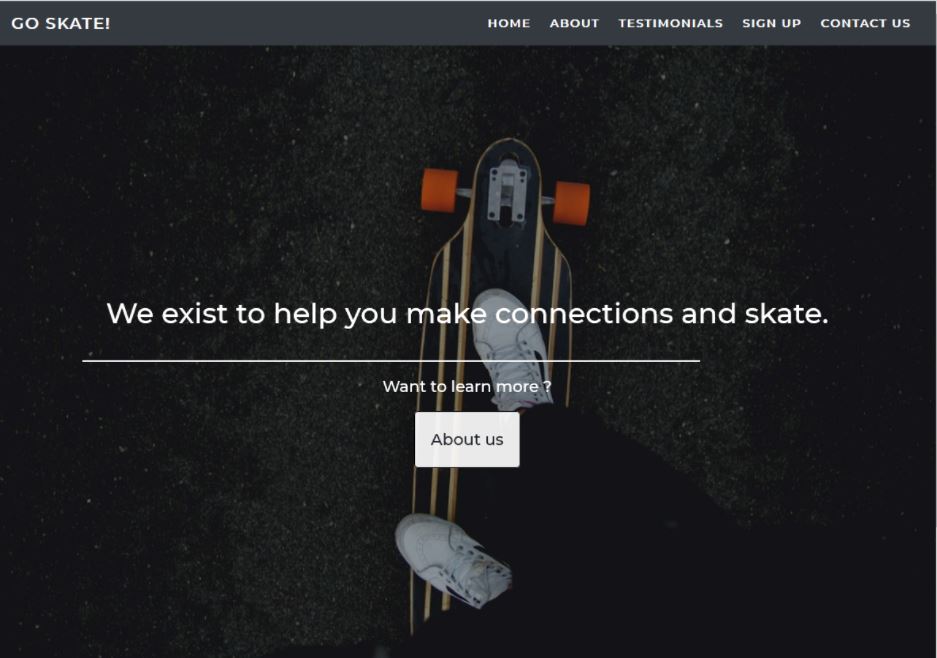 GO SKATE!
HOME ABOUT TESTIMONIALS SIGN UP CONTACT US
We exist to help you make connections and skate.
Want to learn more ?
About us